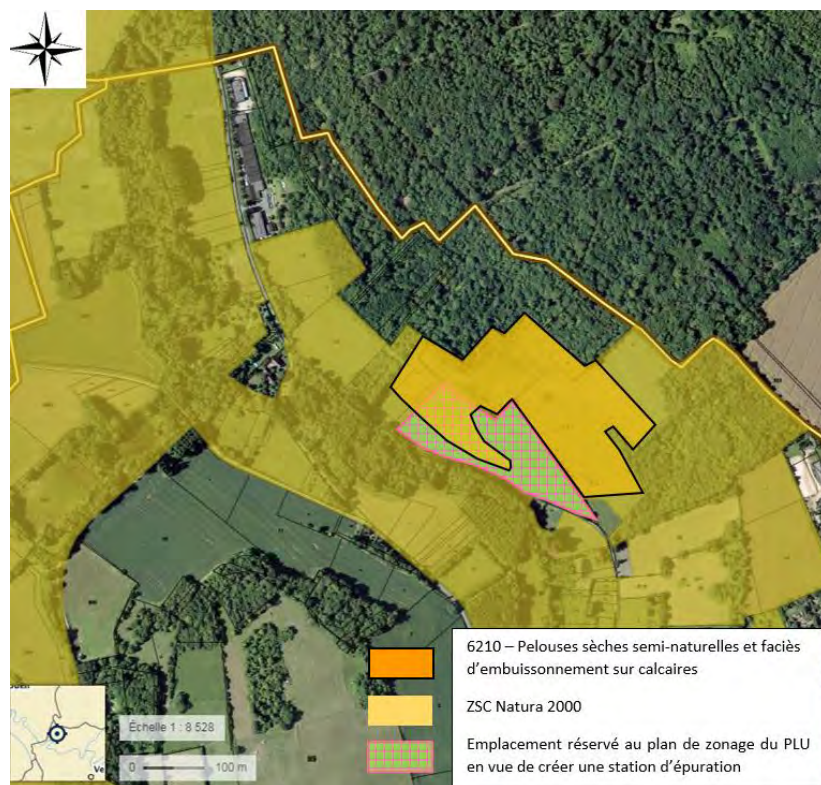 6210 – Pelouses sèches semi-naturelles et faciès
d'embuissonnement sur calcaires
ZSC Natura 2000
Emplacement réservé au plan de zonage du PLU
en vue de créer une station d'épuration
Échelle 1 : 8 528
0 100 m
Ve